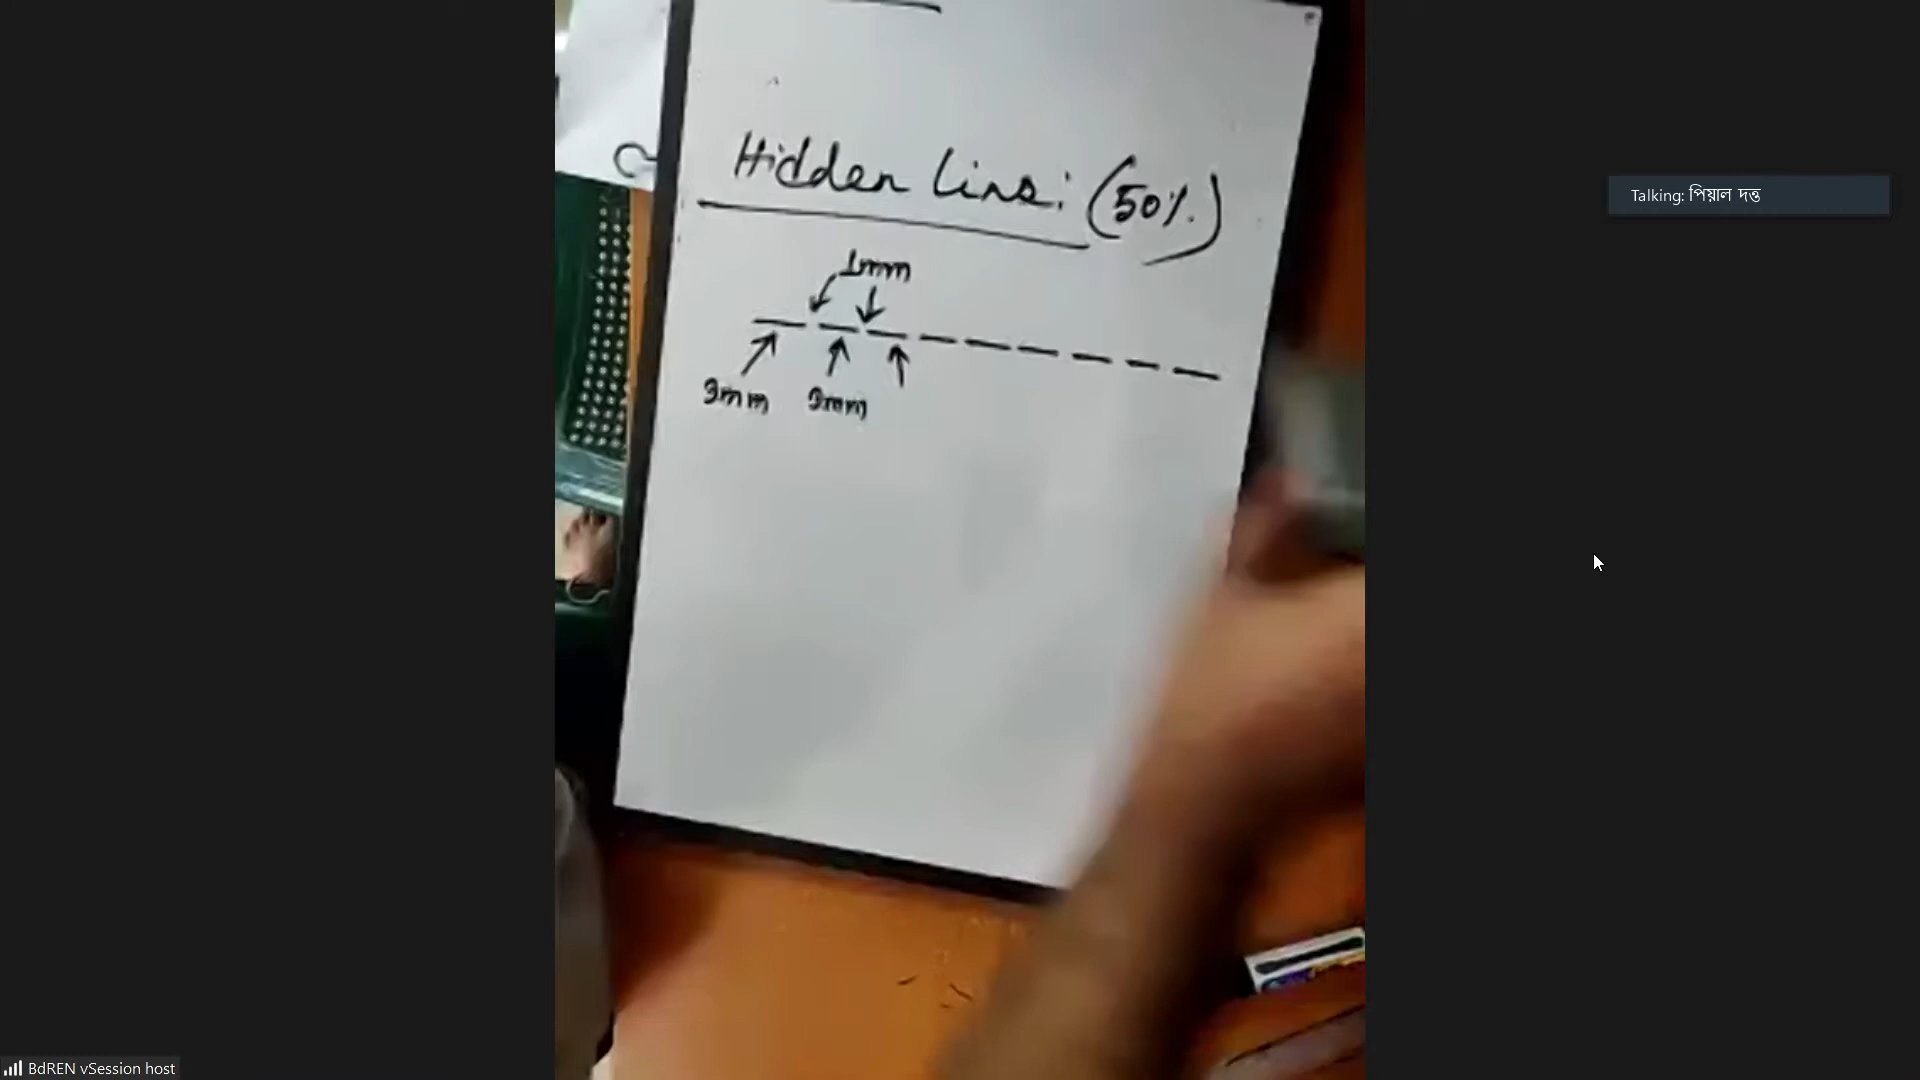 Hidden Line: (50%)
1mm
3mm 3mm
Talking: পিয়াল দত্ত
BdREN vSession host